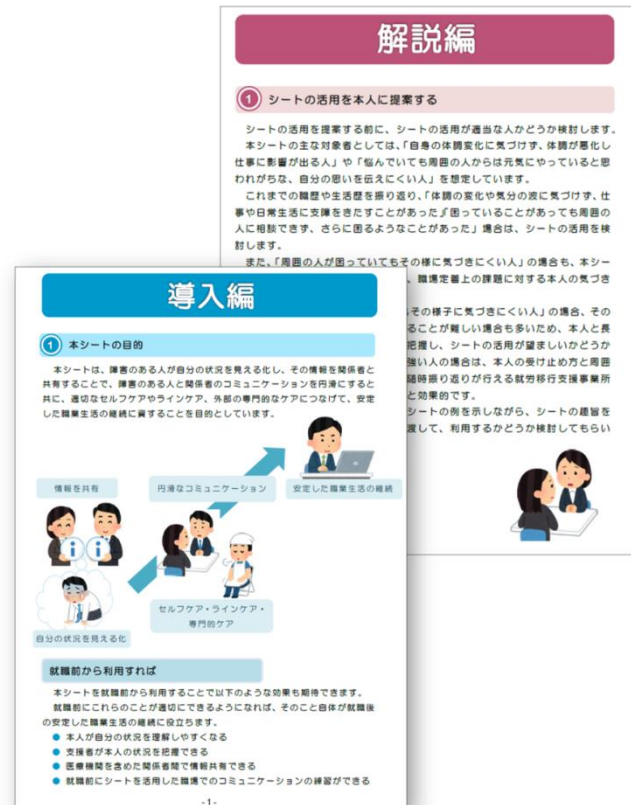 解説編
1 シートの活用を本人に提案する
シートの活用を提案する前に、シートの活用が適当な人かどうか検討します。
本シートの主な対象者としては、「自身の体調変化に気づけず、体調が悪化し
仕事に影響が出る人」や「悩んでいても周囲の人からは元気にやっていると思
われがちな、自分の思いを伝えにくい人」を想定しています。
これまでの職歴や生活歴を振り返り、「体調の変化や気分の波に気づけず、仕
事や日常生活に支障をきたすことがあった」「困っていることがあっても周囲の
人に相談できず、さらに困るようなことがあった」場合は、シートの活用を検
討します。
また、「周囲の人が困っていてもその様に気づきにくい人」の場合も、本シー
、職場定着上の課題に対する本人の気づき
その様子に気づきにくい人」の場合、その
ることが難しい場合も多いため、本人と長
把握し、シートの活用が望ましいかどうか
強い人の場合は、本人の受け止め方と周囲
随時振り返りが行える就労移行支援事業所
と効果的です。
シートの例を示しながら、シートの趣旨を
渡して、利用するかどうか検討してもらい
導入編
1 本シートの目的
本シートは、障害のある人が自分の状況を見える化し、その情報を関係者と
共有することで、障害のある人と関係者のコミュニケーションを円滑にすると
共に、適切なセルフケアやラインケア、外部の専門的なケアにつなげて、安定
した職業生活の継続に資することを目的としています。
情報を共有
円滑なコミュニケーション
安定した職業生活の継続
自分の状況を見える化
セルフケア・ラインケア・
専門的ケア
就職前から利用すれば
本シートを就職前から利用することで以下のような効果も期待できます。
就職前にこれらのことが適切にできるようになれば、そのこと自体が就職後
の安定した職業生活の継続に役立ちます。
● 本人が自分の状況を理解しやすくなる
● 支援者が本人の状況を把握できる
● 医療機関を含めた関係者間で情報共有できる
● 就職前にシートを活用した職場でのコミュニケーションの練習ができる
-1-